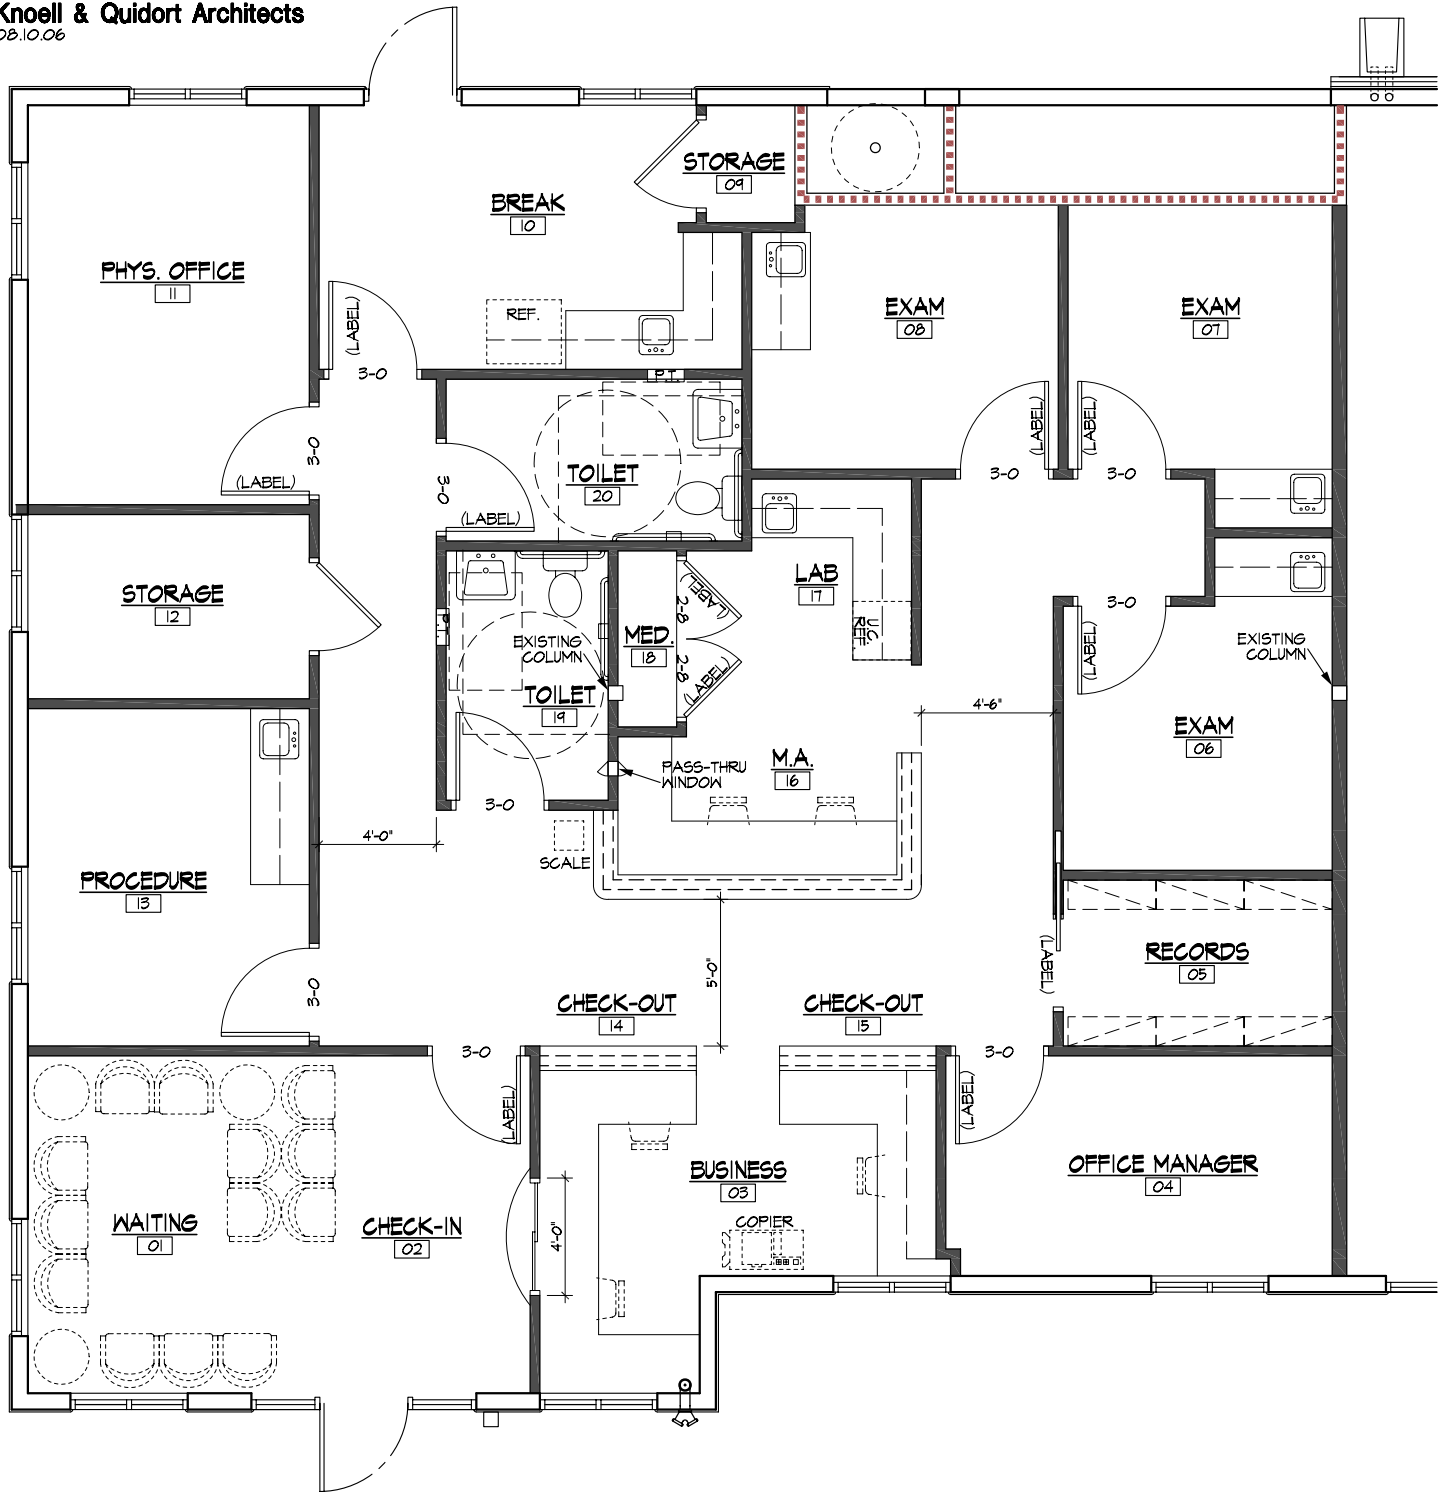 Knoell & Quidort Architects
08.10.06
STORAGE
09
BREAK
10
PHYS. OFFICE
11
EXAM
08
EXAM
07
REF.
(LABEL)
3-0
P.T.
(LABEL)
(LABEL)
3-0
3-0
3-0
(LABEL)
TOILET
20
3-0
(LABEL)
STORAGE
12
LAB
17
U.C.
REF.
(LABEL)
2-8
MED.
18
2-8
(LABEL)
P.T.
EXISTING
COLUMN
TOILET
19
3-0
(LABEL)
EXISTING
COLUMN
4'-6"
EXAM
06
M.A.
16
PASS-THRU
WINDOW
3-0
4'-0"
SCALE
PROCEDURE
13
3-0
5'-0"
CHECK-OUT
14
CHECK-OUT
15
(LABEL)
RECORDS
05
3-0
(LABEL)
3-0
(LABEL)
BUSINESS
03
OFFICE MANAGER
04
WAITING
01
CHECK-IN
02
4'-0"
COPIER